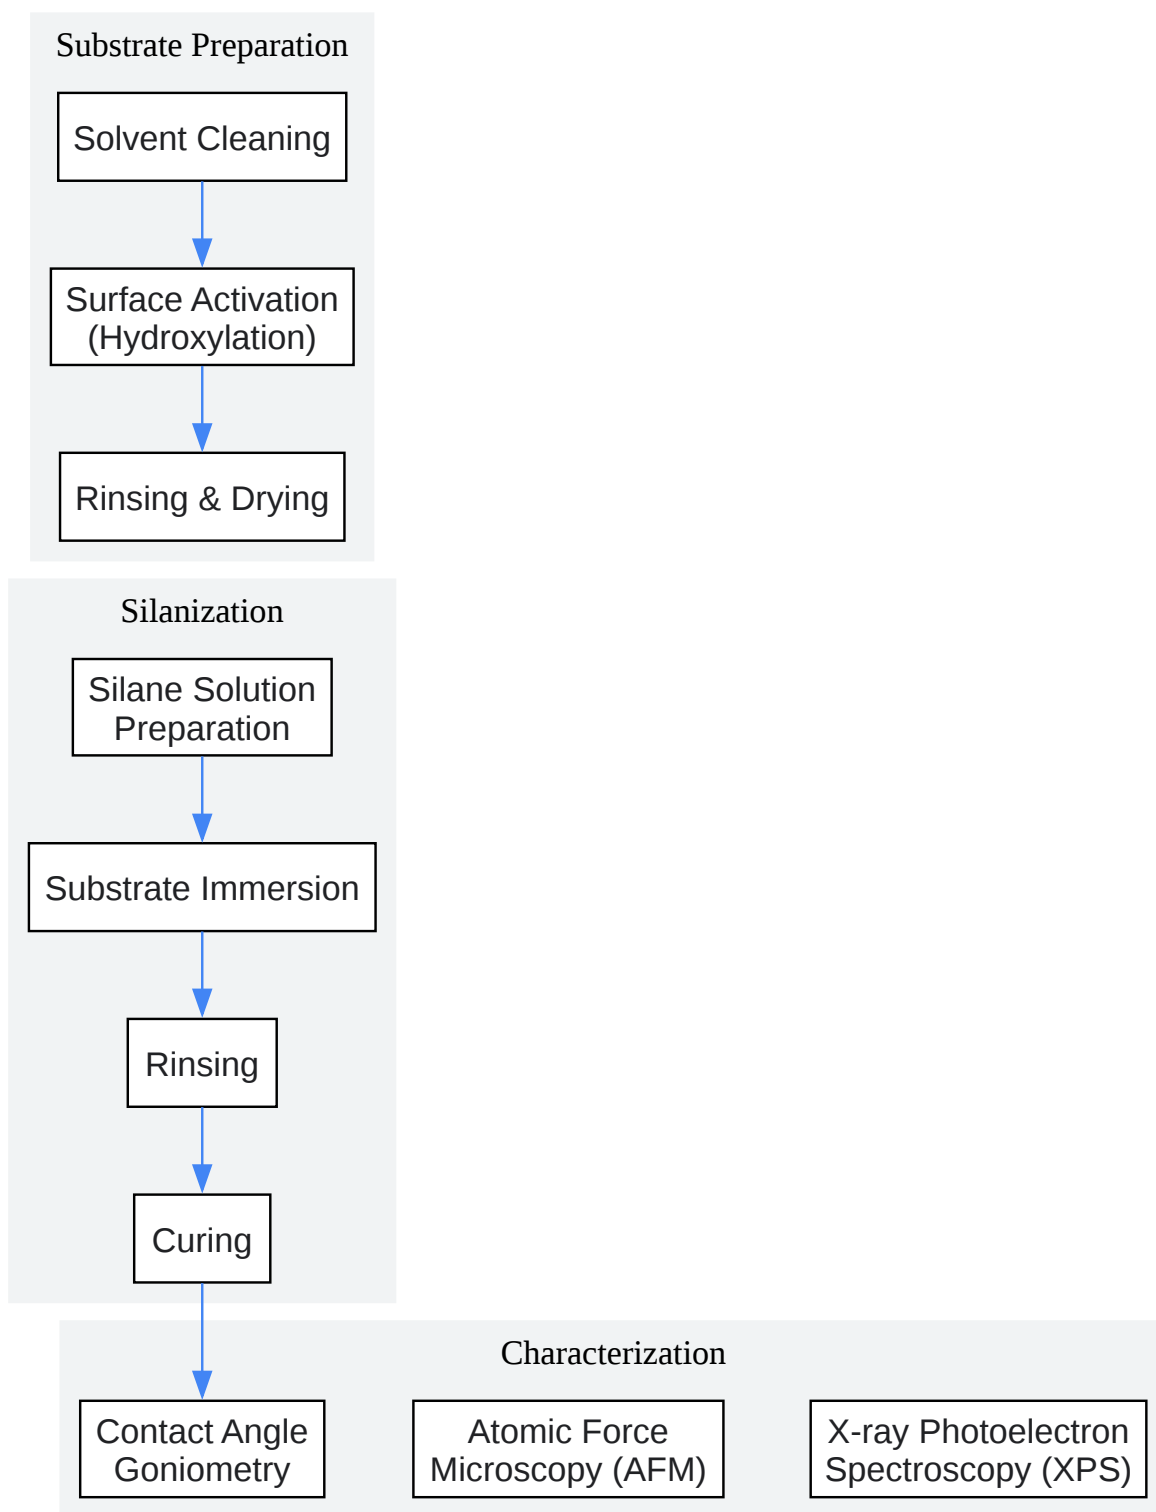 Substrate Preparation
Solvent Cleaning
Surface Activation
(Hydroxylation)
Rinsing & Drying
Silanization
Silane Solution
Preparation
Substrate Immersion
Rinsing
Curing
Characterization
Contact Angle
Goniometry
Atomic Force
Microscopy (AFM)
X-ray Photoelectron
Spectroscopy (XPS)